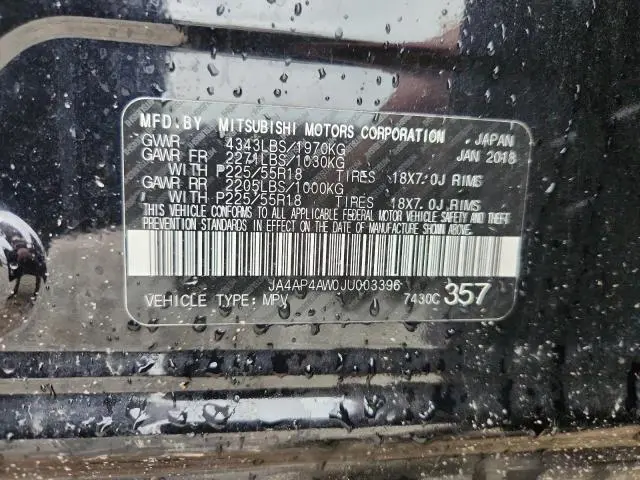 MFD.BY MITSUBISHI MOTORS CORPORATION JAPAN
GVWR 4343LBS/1970KG JAN 2018
GAWR FR 2271LBS/1030KG
WITH P225/55R18 TIRES 18X7.0J RIMS
GAWR RR 2205LBS/1000KG
WITH P225/55R18 TIRES 18X7.0J RIMS
THIS VEHICLE CONFORMS TO ALL APPLICABLE FEDERAL MOTOR VEHICLE SAFETY AND THEFT
PREVENTION STANDARDS IN EFFECT ON THE DATE OF MANUFACTURE SHOWN ABOVE.
JA4AP4AW0JU003396
VEHICLE TYPE: MPV 7430C 357